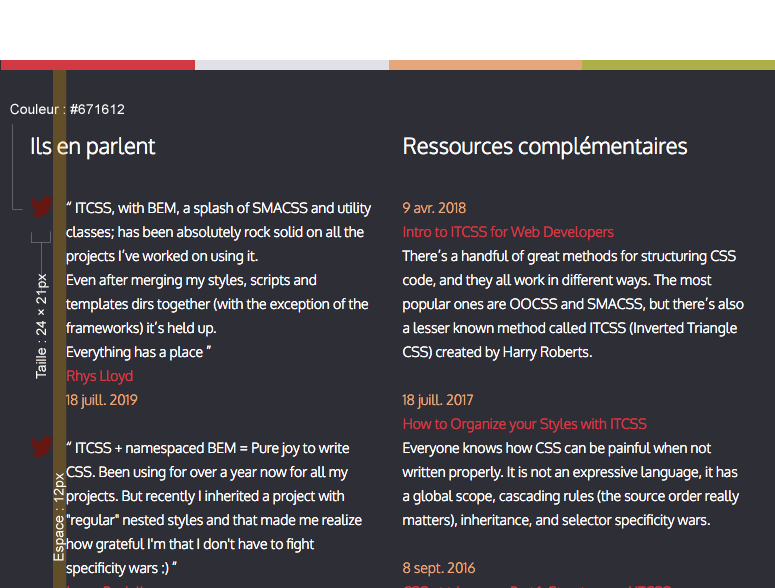 Couleur : #671612
Ils en parlent
“ ITCSS, with BEM, a splash of SMACSS and utility
classes; has been absolutely rock solid on all the
projects I’ve worked on using it.
Even after merging my styles, scripts and
templates dirs together (with the exception of the
frameworks) it’s held up.
Everything has a place ”
Rhys Lloyd
18 juill. 2019
Taille : 24 × 21px
“ ITCSS + namespaced BEM = Pure joy to write
CSS. Been using for over a year now for all my
projects. But recently I inherited a project with
"regular" nested styles and that made me realize
how grateful I'm that I don't have to fight
specificity wars :) ”
Espace : 12px
Ressources complémentaires
9 avr. 2018
Intro to ITCSS for Web Developers
There’s a handful of great methods for structuring CSS
code, and they all work in different ways. The most
popular ones are OOCSS and SMACSS, but there’s also
a lesser known method called ITCSS (Inverted Triangle
CSS) created by Harry Roberts.
18 juill. 2017
How to Organize your Styles with ITCSS
Everyone knows how CSS can be painful when not
written properly. It is not an expressive language, it has
a global scope, cascading rules (the source order really
matters), inheritance, and selector specificity wars.
8 sept. 2016